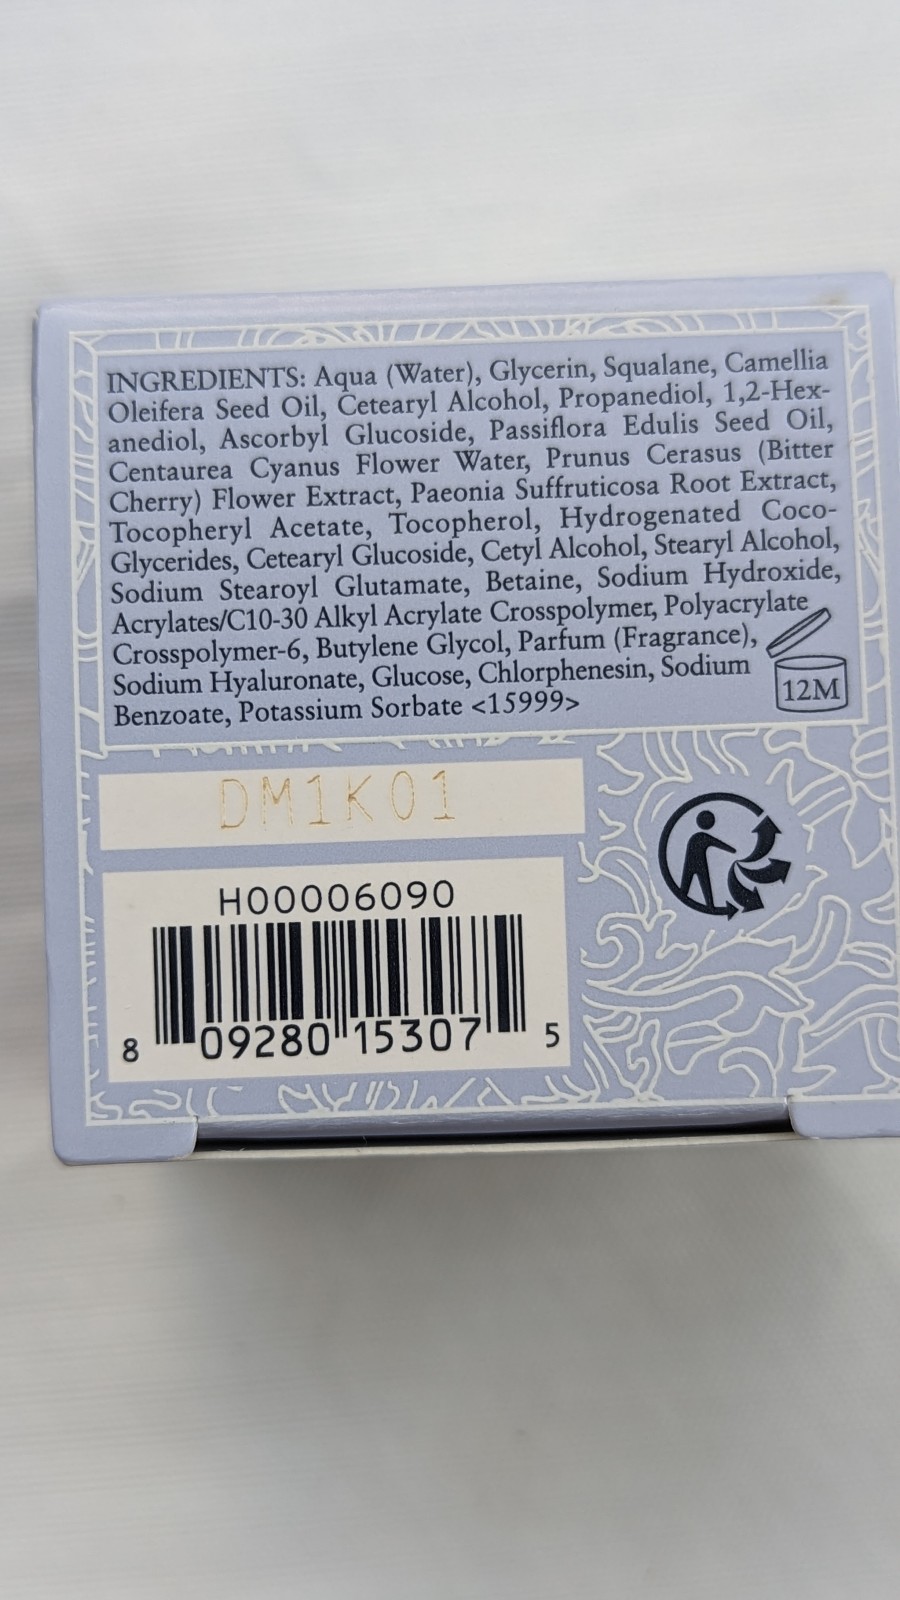 INGREDIENTS: Aqua (Water), Glycerin, Squalane, Camellia
Oleifera Seed Oil, Cetearyl Alcohol, Propanediol, 1,2-Hex-
anediol, Ascorbyl Glucoside, Passiflora Edulis Seed Oil,
Centaurea Cyanus Flower Water, Prunus Cerasus (Bitter
Cherry) Flower Extract, Paeonia Suffruticosa Root Extract,
Tocopheryl Acetate, Tocopherol, Hydrogenated Coco-
Glycerides, Cetearyl Glucoside, Cetyl Alcohol, Stearyl Alcohol,
Sodium Stearoyl Glutamate, Betaine, Sodium Hydroxide,
Acrylates/C10-30 Alkyl Acrylate Crosspolymer, Polyacrylate
Crosspolymer-6, Butylene Glycol, Parfum (Fragrance),
Sodium Hyaluronate, Glucose, Chlorphenesin, Sodium
Benzoate, Potassium Sorbate <15999>
12M
DM1K01
H00006090
8 09280 15307 5